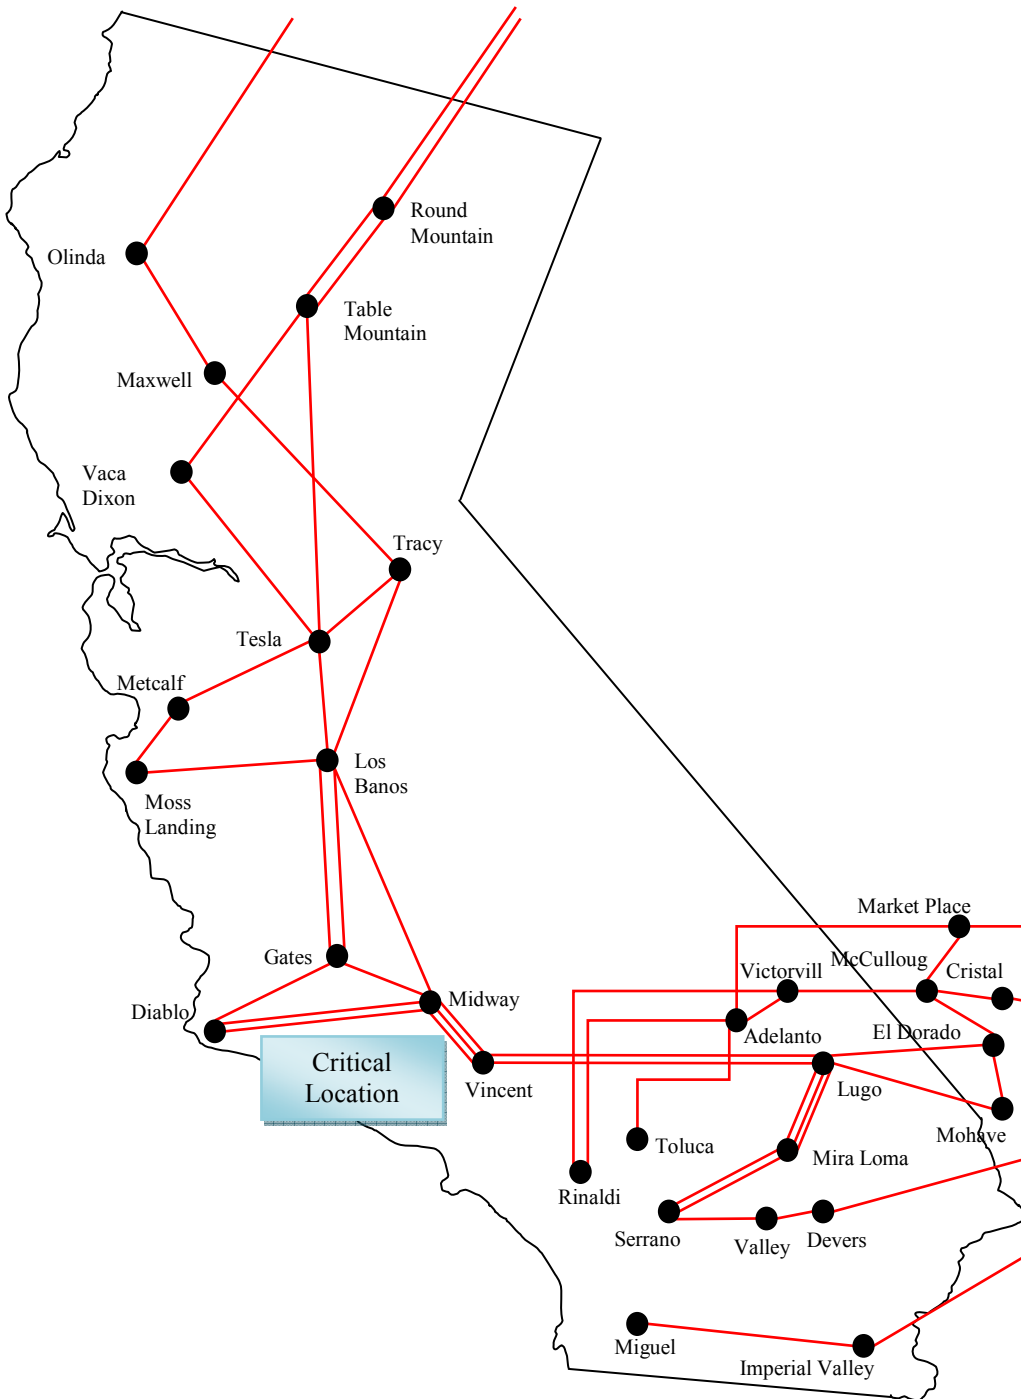 Round
Mountain
Olinda
Table
Mountain
Maxwell
Vaca
Dixon
Tracy
Tesla
Metcalf
Los
Banos
Moss
Landing
Market Place
Gates
McCulloug
Victorvill
Cristal
Midway
Diablo
Adelanto
El Dorado
Critical
Location
Vincent
Lugo
Mohave
Toluca
Mira Loma
Rinaldi
Serrano
Valley
Devers
Miguel
Imperial Valley